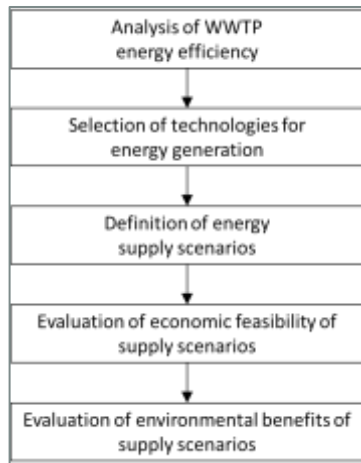 Analysis of WWTP
energy efficiency
Selection of technologies for
energy generation
Definition of energy
supply scenarios
Evaluation of economic feasibility of
supply scenarios
Evaluation of environmental benefits of
supply scenarios